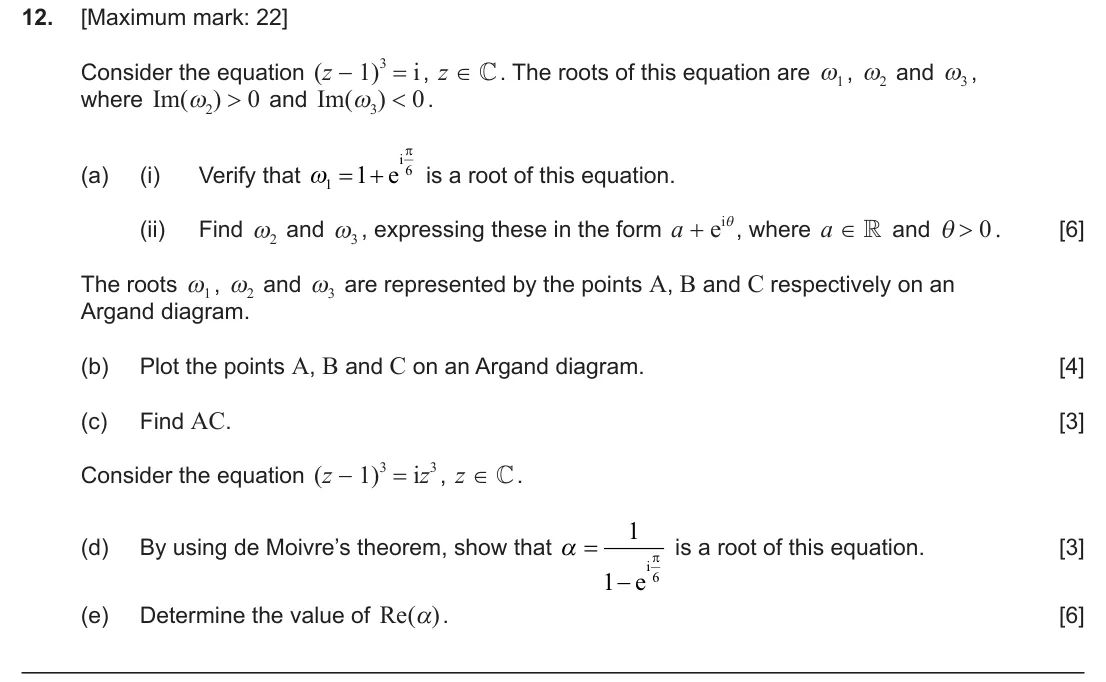 12. [Maximum mark: 22]
Consider the equation (z − 1)³ = i, z ∈ ℂ. The roots of this equation are ω₁, ω₂ and ω₃,
where Im(ω₂) > 0 and Im(ω₃) < 0.
(a) (i) Verify that ω₁ = 1 + e^(iπ/6) is a root of this equation.
(ii) Find ω₂ and ω₃, expressing these in the form a + e^(iθ), where a ∈ ℝ and θ > 0. [6]
The roots ω₁, ω₂ and ω₃ are represented by the points A, B and C respectively on an
Argand diagram.
(b) Plot the points A, B and C on an Argand diagram. [4]
(c) Find AC. [3]
Consider the equation (z − 1)³ = iz³, z ∈ ℂ.
(d) By using de Moivre's theorem, show that α = 1/(1 − e^(iπ/6)) is a root of this equation. [3]
(e) Determine the value of Re(α). [6]